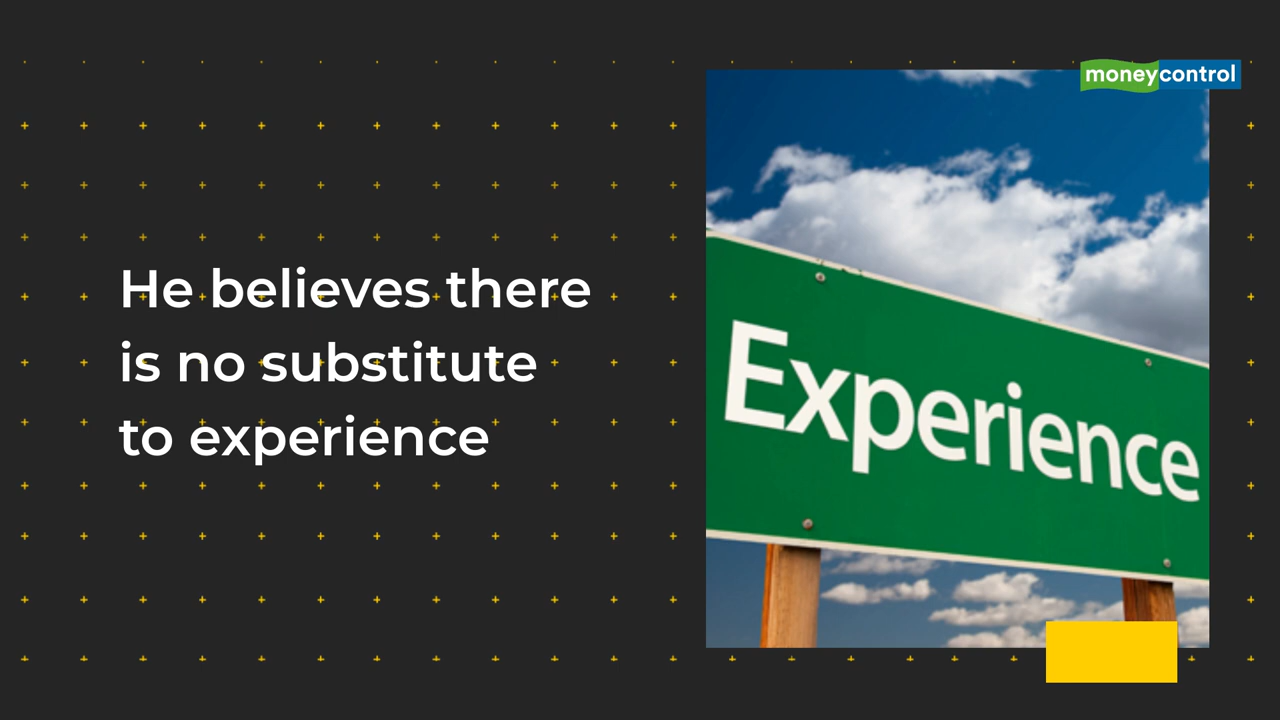 moneycontrol
He believes there
is no substitute
to experience
Experience